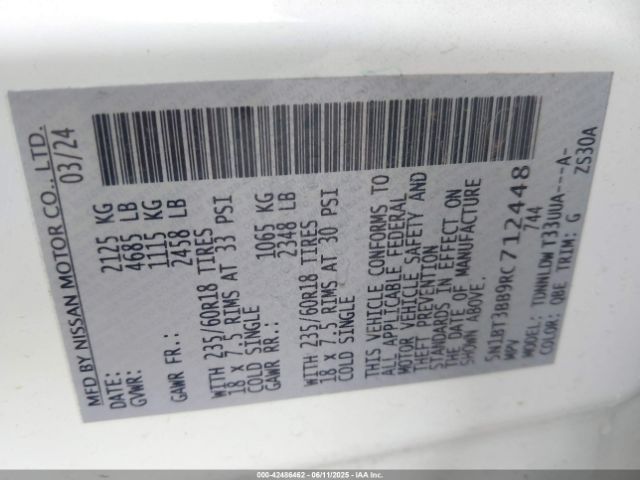 MFD BY NISSAN MOTOR CO., LTD.
DATE: 03/24
GVWR: 2125 KG
4685 LB
GAWR FR.: 1115 KG
2458 LB
WITH 235/60R18 TIRES
18 X 7.5 RIMS AT 33 PSI
COLD SINGLE
GAWR RR.: 1065 KG
2348 LB
WITH 235/60R18 TIRES
18 X 7.5 RIMS AT 30 PSI
COLD SINGLE
THIS VEHICLE CONFORMS TO
ALL APPLICABLE FEDERAL
MOTOR VEHICLE SAFETY AND
THEFT PREVENTION
STANDARDS IN EFFECT ON
THE DATE OF MANUFACTURE
SHOWN ABOVE.
5N1BT3BB9RC712448
MPV 744
MODEL: TDWNLDW T33UUA---A-
COLOR: QBE TRIM: G ZS30A
000-42486462 - 06/11/2025 - IAAI.COM